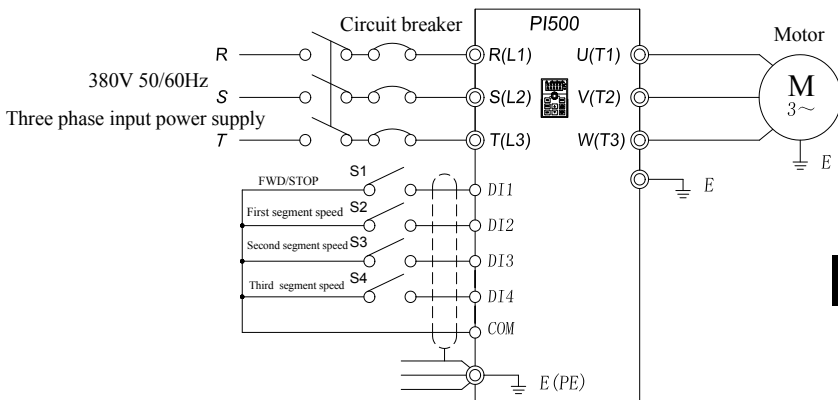 Circuit breaker
PI500
Motor
R
R(L1)
U(T1)
380V 50/60Hz
S
S(L2)
V(T2)
M
3~
Three phase input power supply
T
T(L3)
W(T3)
E
S1
FWD/STOP
DI1
E
First segment speed
S2
DI2
Second segment speed
S3
DI3
Third segment speed
S4
DI4
COM
E(PE)